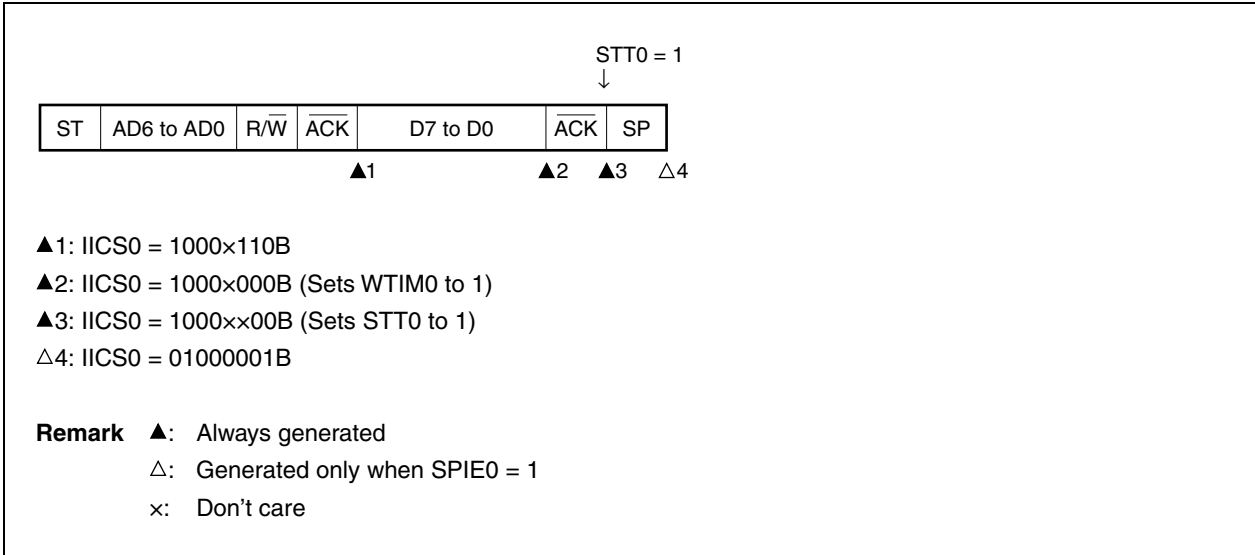 STT0 = 1
↓
ST AD6 to AD0 R/W̅ A̅C̅K̅ D7 to D0 A̅C̅K̅ SP
▲1 ▲2 ▲3 △4
▲1: IICS0 = 1000×110B
▲2: IICS0 = 1000×000B (Sets WTIM0 to 1)
▲3: IICS0 = 1000××00B (Sets STT0 to 1)
△4: IICS0 = 01000001B
Remark ▲: Always generated
△: Generated only when SPIE0 = 1
×: Don't care